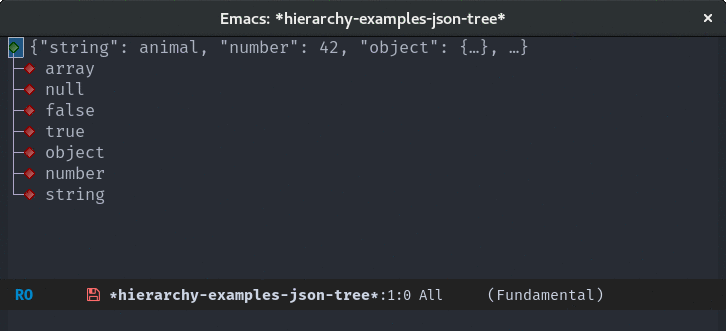 Emacs: *hierarchy-examples-json-tree*
{"string": animal, "number": 42, "object": {…}, …}
array
null
false
true
object
number
string
RO *hierarchy-examples-json-tree*:1:0 All (Fundamental)